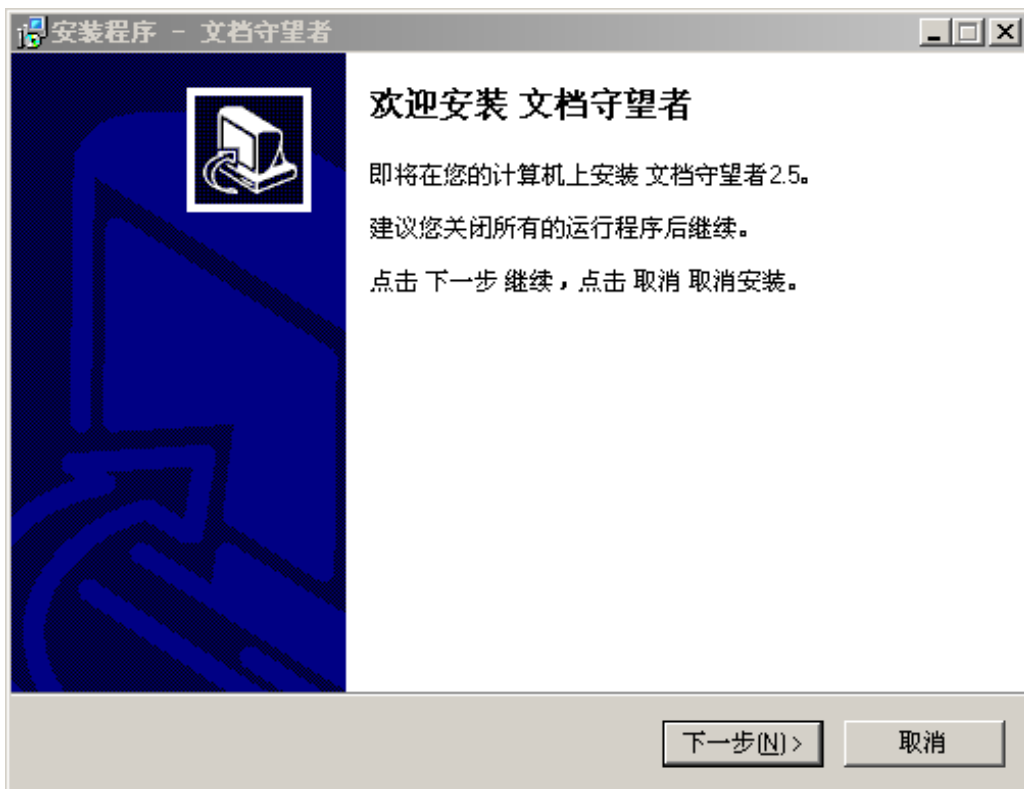 安装程序 - 文档守望者
欢迎安装 文档守望者
即将在您的计算机上安装 文档守望者2.5。
建议您关闭所有的运行程序后继续。
点击 下一步 继续，点击 取消 取消安装。
下一步(N) >
取消